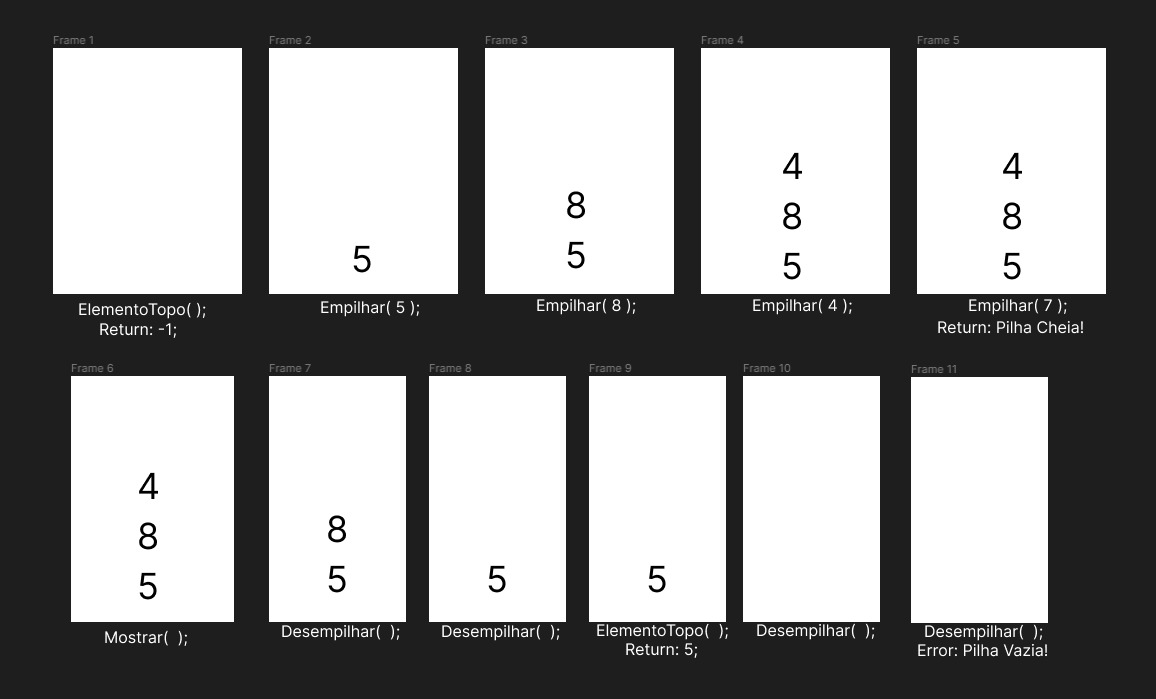 Frame 1
Frame 2
Frame 3
Frame 4
Frame 5
5
8
5
4
8
5
4
8
5
ElementoTopo( );
Return: -1;
Empilhar( 5 );
Empilhar( 8 );
Empilhar( 4 );
Empilhar( 7 );
Return: Pilha Cheia!
Frame 6
Frame 7
Frame 8
Frame 9
Frame 10
Frame 11
4
8
5
8
5
5
5
Mostrar(  );
Desempilhar(  );
Desempilhar(  );
ElementoTopo(  );
Return: 5;
Desempilhar(  );
Desempilhar(  );
Error: Pilha Vazia!